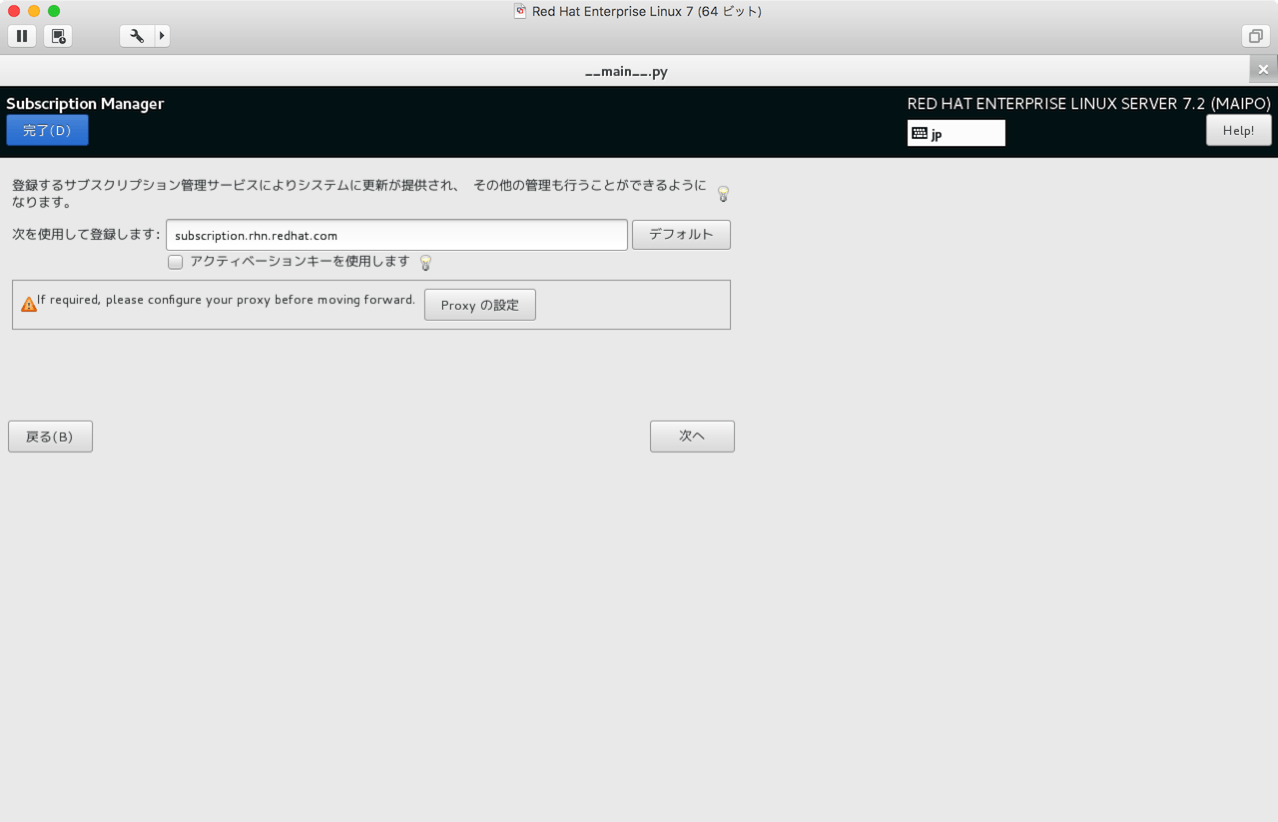 Red Hat Enterprise Linux 7 (64 ビット)
__main__.py
Subscription Manager
RED HAT ENTERPRISE LINUX SERVER 7.2 (MAIPO)
完了(D)
jp
Help!
登録するサブスクリプション管理サービスによりシステムに更新が提供され、 その他の管理も行うことができるように
なります。
次を使用して登録します:
subscription.rhn.redhat.com
デフォルト
アクティベーションキーを使用します
If required, please configure your proxy before moving forward.
Proxy の設定
戻る(B)
次へ